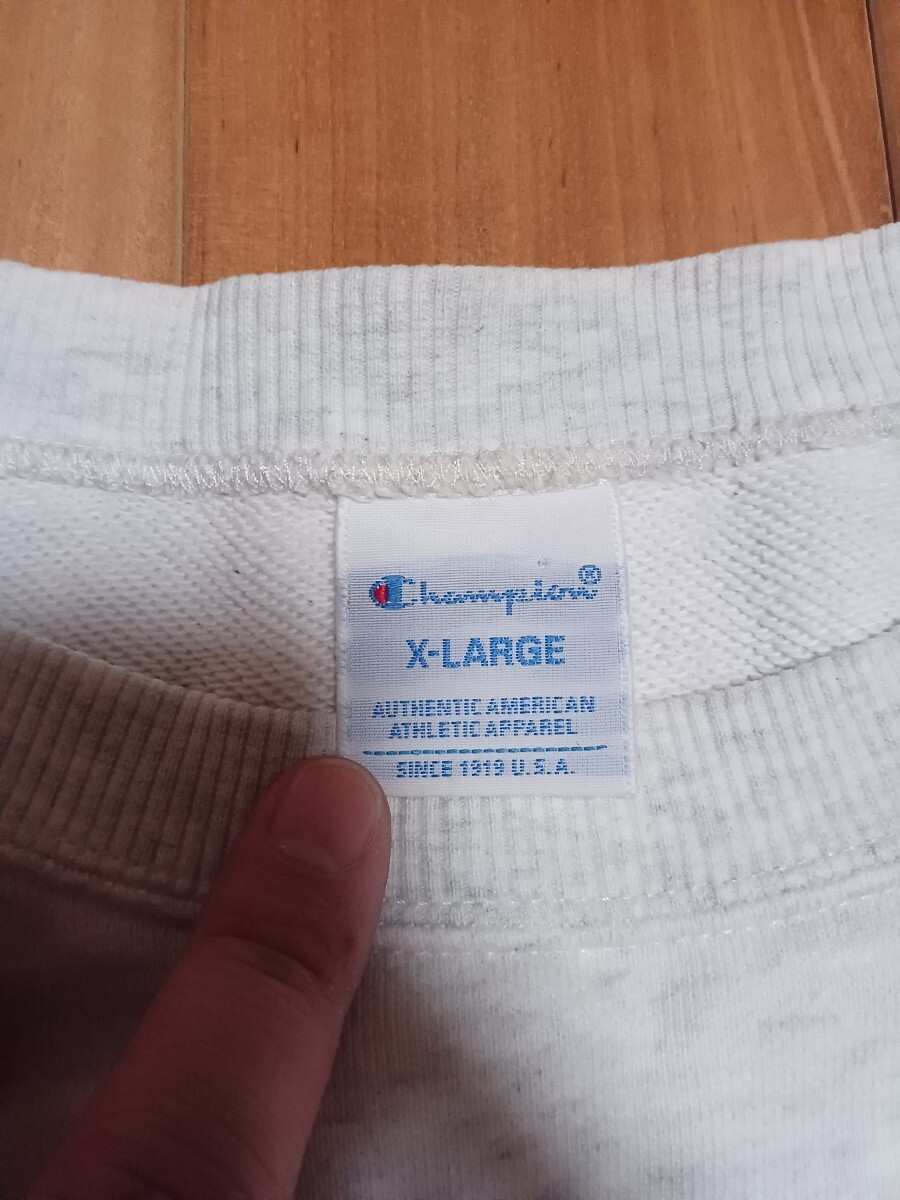 Champion®
X-LARGE
AUTHENTIC AMERICAN
ATHLETIC APPAREL
SINCE 1919 U.S.A.